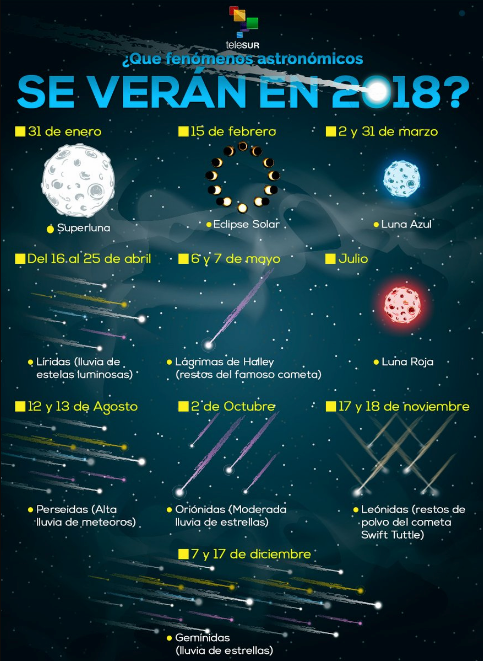 teleSUR
¿Que fenómenos astronómicos
SE VERÁN EN 2018?
31 de enero
Superluna
15 de febrero
Eclipse Solar
2 y 31 de marzo
Luna Azul
Del 16 al 25 de abril
Líridas (lluvia de
estelas luminosas)
6 y 7 de mayo
Lágrimas de Halley
(restos del famoso cometa)
Julio
Luna Roja
12 y 13 de Agosto
Perseidas (Alta
lluvia de meteoros)
2 de Octubre
Oriónidas (Moderada
lluvia de estrellas)
17 y 18 de noviembre
Leónidas (restos de
polvo del cometa
Swift Tuttle)
7 y 17 de diciembre
Gemínidas
(lluvia de estrellas)